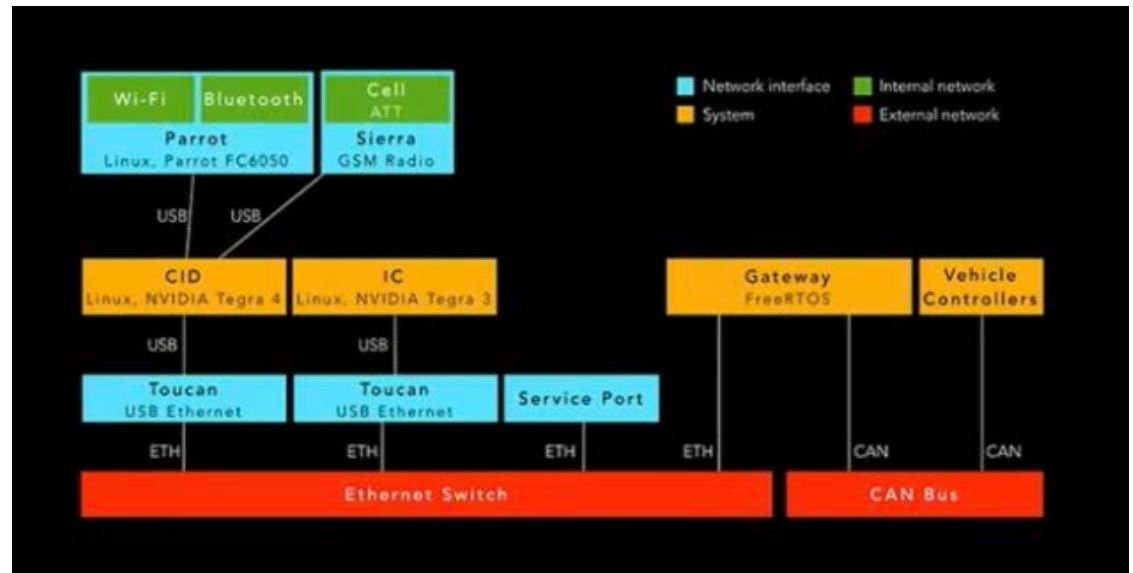 Wi-Fi
Bluetooth
Cell
ATT
Parrot
Linux, Parrot FC6050
Sierra
GSM Radio
Network interface
Internal network
System
External network
USB
USB
CID
Linux, NVIDIA Tegra 4
IC
Linux, NVIDIA Tegra 3
Gateway
FreeRTOS
Vehicle
Controllers
USB
USB
Toucan
USB Ethernet
Toucan
USB Ethernet
Service Port
ETH
ETH
ETH
ETH
CAN
CAN
Ethernet Switch
CAN Bus